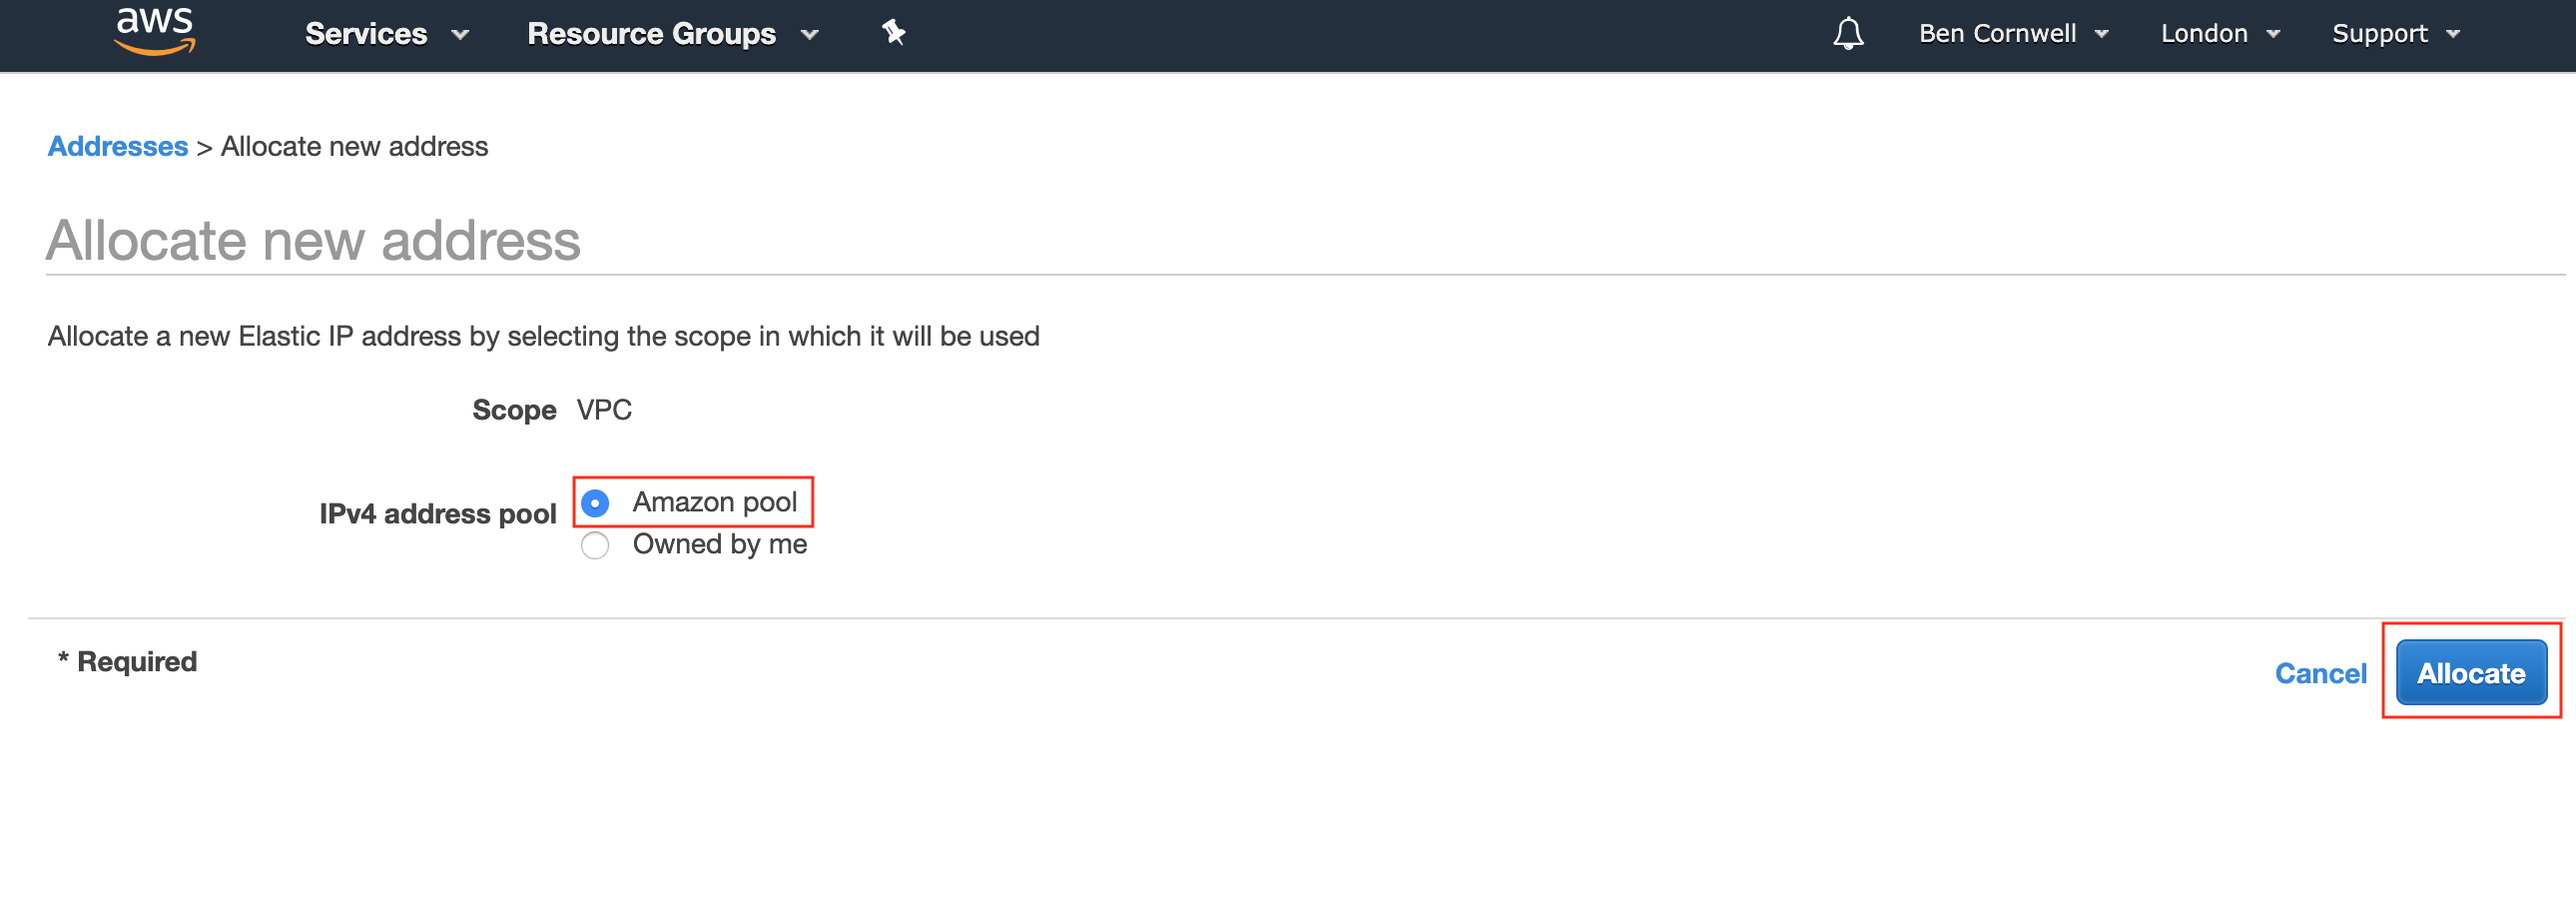 aws Services Resource Groups Ben Cornwell London Support
Addresses > Allocate new address
Allocate new address
Allocate a new Elastic IP address by selecting the scope in which it will be used
Scope VPC
IPv4 address pool Amazon pool
Owned by me
* Required
Cancel Allocate